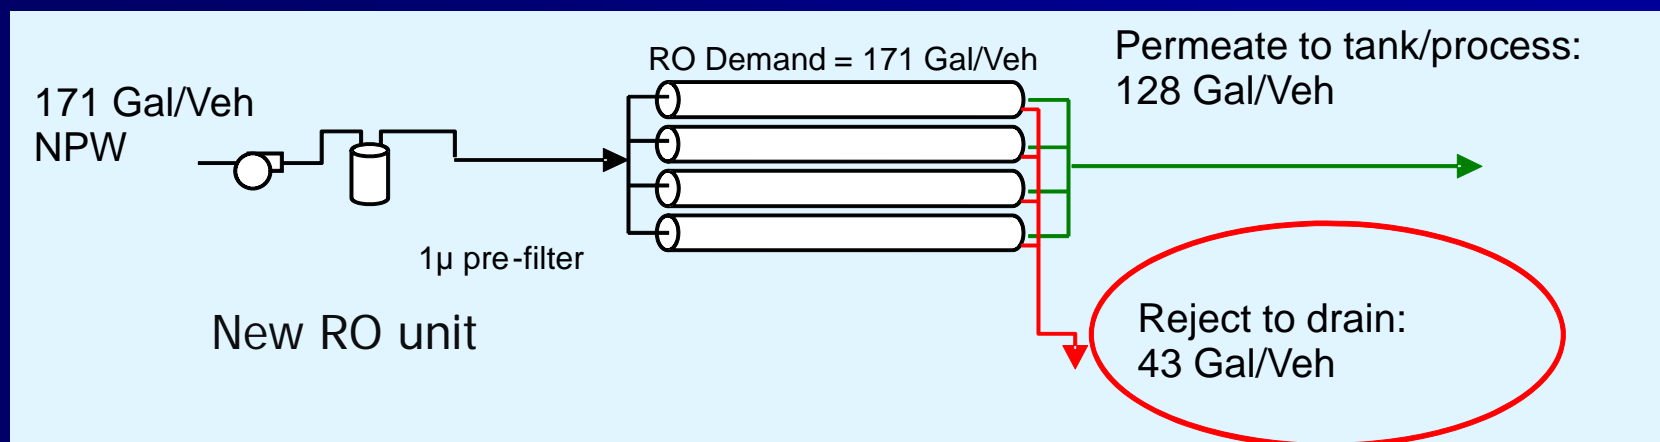 171 Gal/Veh
NPW
RO Demand = 171 Gal/Veh
Permeate to tank/process:
128 Gal/Veh
1µ pre-filter
New RO unit
Reject to drain:
43 Gal/Veh